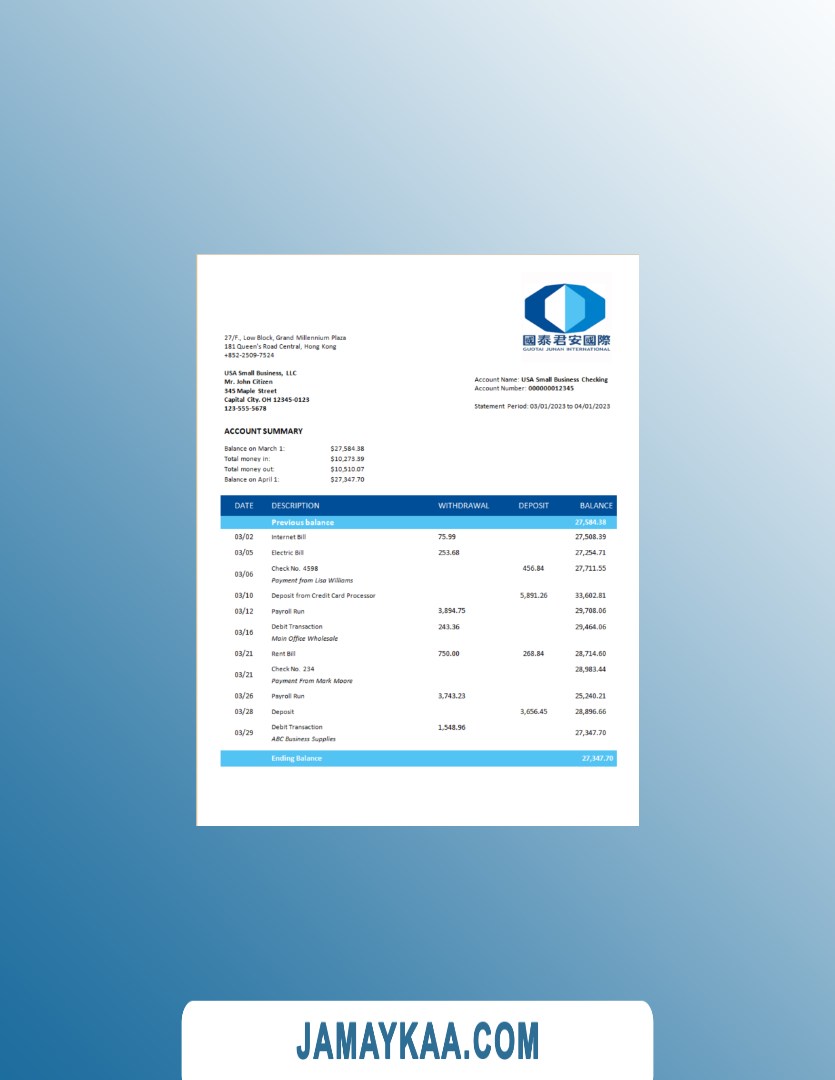 國泰君安國際
GUOTAI JUNAN INTERNATIONAL
27/F., Low Block, Grand Millennium Plaza
181 Queen's Road Central, Hong Kong
+852-2509-7524
USA Small Business, LLC
Mr. John Citizen
345 Maple Street
Capital City, OH 12345-0123
123-555-5678
Account Name: USA Small Business Checking
Account Number: 000000012345
Statement Period: 03/01/2023 to 04/01/2023
ACCOUNT SUMMARY
Balance on March 1: $27,584.38
Total money in: $10,273.39
Total money out: $10,510.07
Balance on April 1: $27,347.70
DATE DESCRIPTION WITHDRAWAL DEPOSIT BALANCE
Previous balance 27,584.38
03/02 Internet Bill 75.99 27,508.39
03/05 Electric Bill 253.68 27,254.71
03/06 Check No. 4598 456.84 27,711.55
Payment from Lisa Williams
03/10 Deposit from Credit Card Processor 5,891.26 33,602.81
03/12 Payroll Run 3,894.75 29,708.06
03/16 Debit Transaction 243.36 29,464.06
Main Office Wholesale
03/21 Rent Bill 750.00 268.84 28,714.60
03/21 Check No. 234 28,983.44
Payment From Mark Moore
03/26 Payroll Run 3,743.23 25,240.21
03/28 Deposit 3,656.45 28,896.66
03/29 Debit Transaction 1,548.96 27,347.70
ABC Business Supplies
Ending Balance 27,347.70
JAMAYKAA.COM